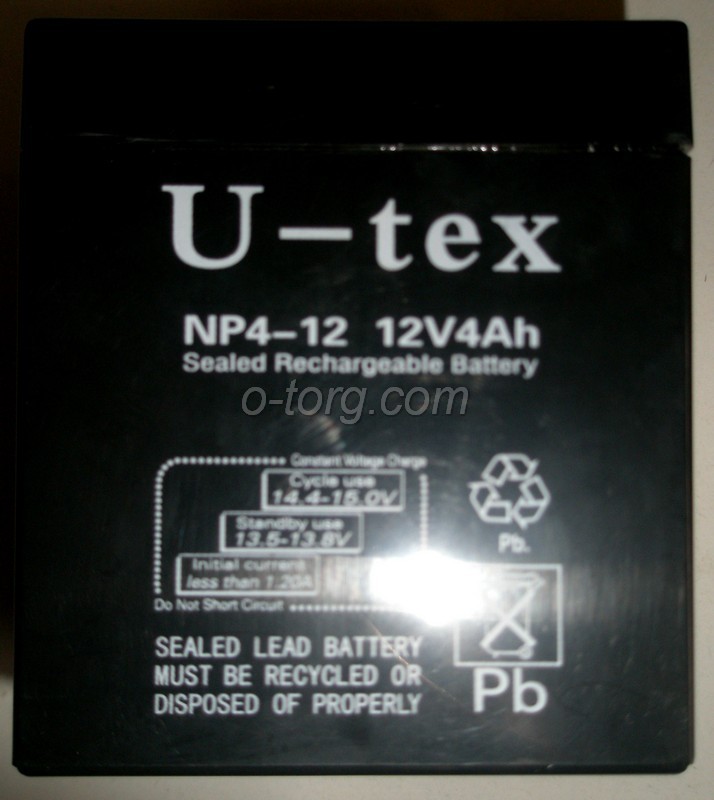 U-tex
NP4-12 12V4Ah
Sealed Rechargeable Battery
o-torg.com
Constant Voltage Charge
Cycle use
14.4-15.0V
Standby use
13.5-13.8V
Initial current
less than 1.20A
Do Not Short Circuit
Pb.
SEALED LEAD BATTERY
MUST BE RECYCLED OR
DISPOSED OF PROPERLY
Pb